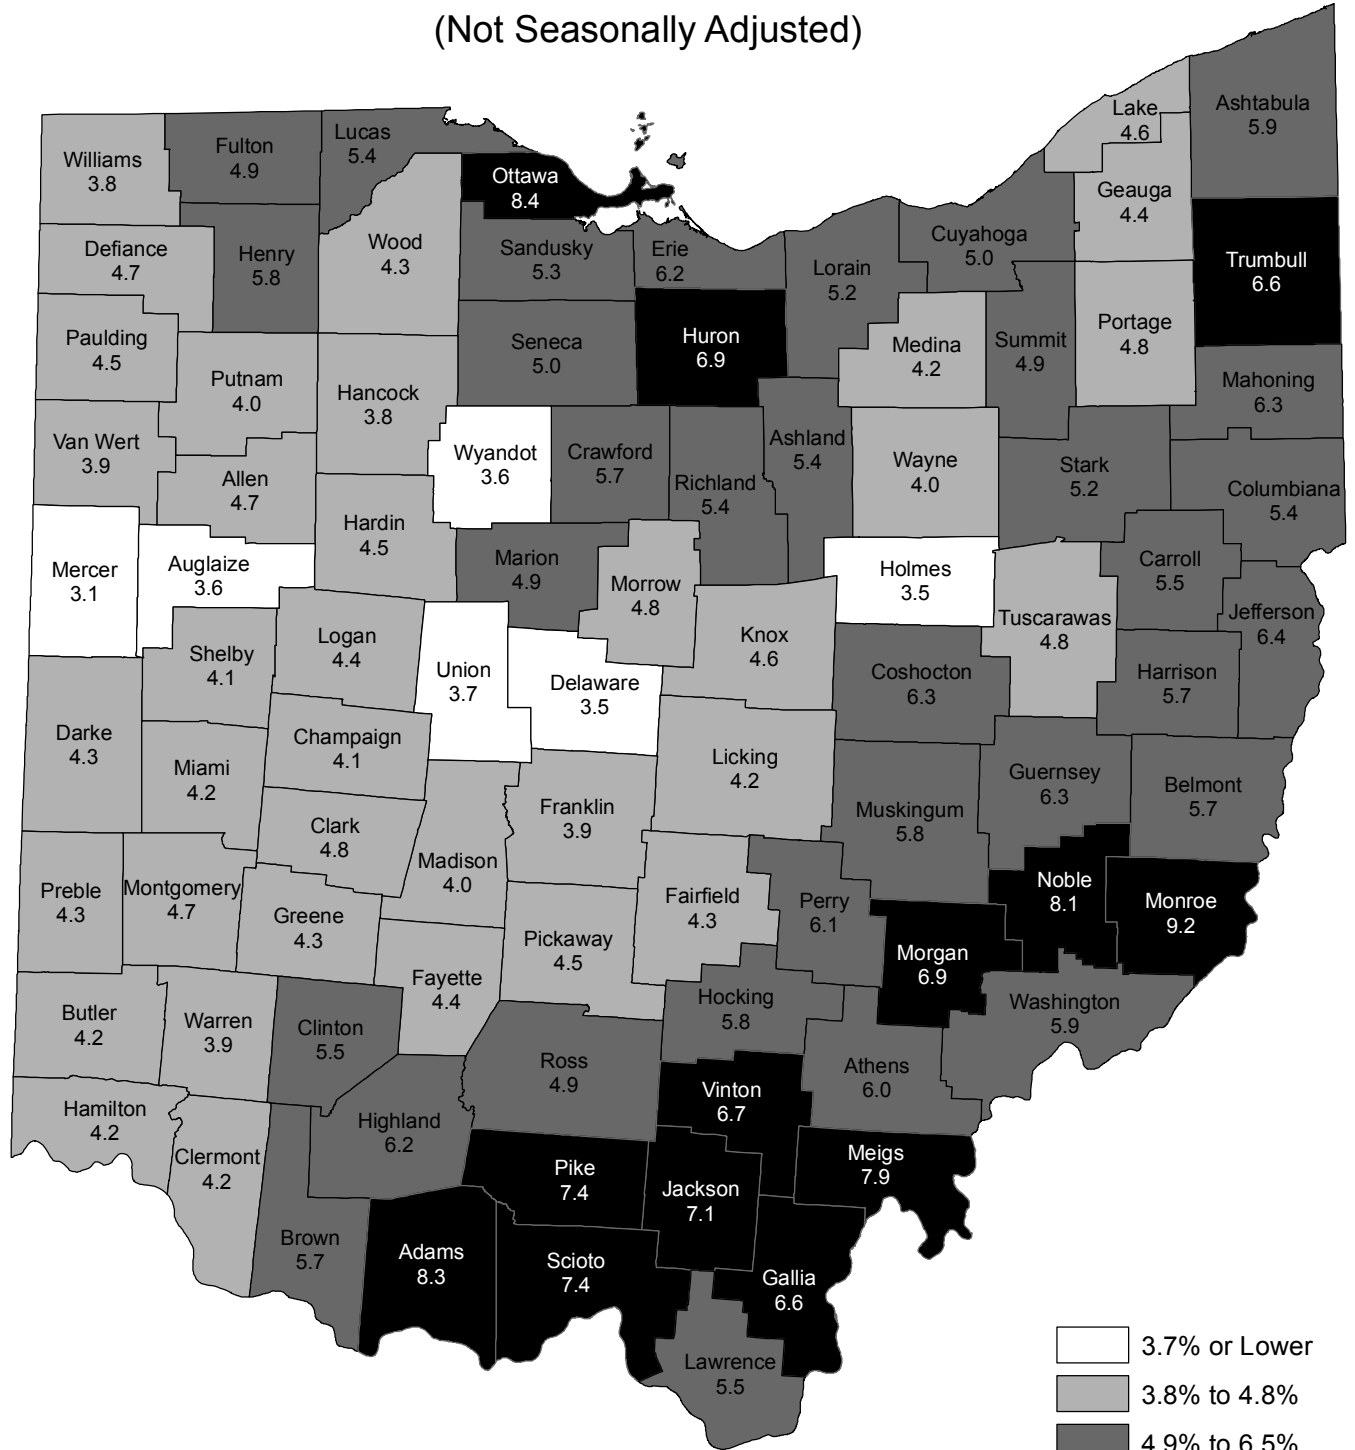 (Not Seasonally Adjusted)
Lake
4.6
Ashtabula
5.9
Williams
3.8
Fulton
4.9
Lucas
5.4
Ottawa
8.4
Geauga
4.4
Defiance
4.7
Henry
5.8
Wood
4.3
Sandusky
5.3
Erie
6.2
Lorain
5.2
Cuyahoga
5.0
Trumbull
6.6
Paulding
4.5
Putnam
4.0
Hancock
3.8
Seneca
5.0
Huron
6.9
Medina
4.2
Summit
4.9
Portage
4.8
Mahoning
6.3
Van Wert
3.9
Allen
4.7
Wyandot
3.6
Crawford
5.7
Richland
5.4
Ashland
5.4
Wayne
4.0
Stark
5.2
Columbiana
5.4
Mercer
3.1
Auglaize
3.6
Hardin
4.5
Marion
4.9
Morrow
4.8
Holmes
3.5
Carroll
5.5
Tuscarawas
4.8
Jefferson
6.4
Shelby
4.1
Logan
4.4
Union
3.7
Delaware
3.5
Knox
4.6
Coshocton
6.3
Harrison
5.7
Darke
4.3
Miami
4.2
Champaign
4.1
Licking
4.2
Guernsey
6.3
Belmont
5.7
Clark
4.8
Franklin
3.9
Muskingum
5.8
Madison
4.0
Preble
4.3
Montgomery
4.7
Greene
4.3
Fairfield
4.3
Perry
6.1
Noble
8.1
Monroe
9.2
Pickaway
4.5
Morgan
6.9
Fayette
4.4
Hocking
5.8
Washington
5.9
Butler
4.2
Warren
3.9
Clinton
5.5
Ross
4.9
Athens
6.0
Vinton
6.7
Hamilton
4.2
Highland
6.2
Clermont
4.2
Pike
7.4
Jackson
7.1
Meigs
7.9
Brown
5.7
Adams
8.3
Scioto
7.4
Gallia
6.6
Lawrence
5.5
3.7% or Lower
3.8% to 4.8%
4.9% to 6.5%